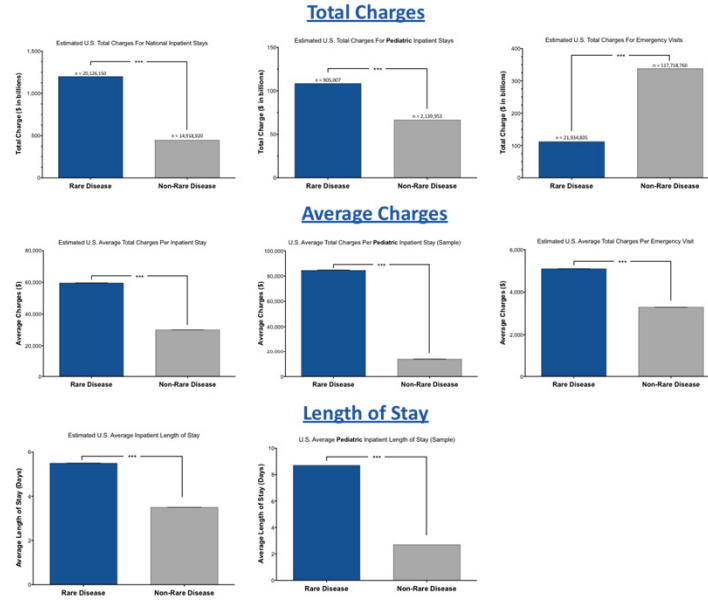 Total Charges
Estimated U.S. Total Charges For National Inpatient Stays
Total Charge ($ in billions)
1,500
1,000
500
0
***
n = 20,126,150
n = 14,918,920
Rare Disease
Non-Rare Disease
Estimated U.S. Total Charges For Pediatric Inpatient Stays
Total Charge ($ in billions)
150
100
50
0
***
n = 905,007
n = 2,139,953
Rare Disease
Non-Rare Disease
Estimated U.S. Total Charges For Emergency Visits
Total Charge ($ in billions)
400
300
200
100
0
***
n = 21,934,835
n = 117,718,760
Rare Disease
Non-Rare Disease
Average Charges
Estimated U.S. Average Total Charges Per Inpatient Stay
Average Charges ($)
80,000
60,000
40,000
20,000
0
***
Rare Disease
Non-Rare Disease
U.S. Average Total Charges Per Pediatric Inpatient Stay (Sample)
Average Charges ($)
100,000
80,000
60,000
40,000
20,000
0
***
Rare Disease
Non-Rare Disease
Estimated U.S. Average Total Charges Per Emergency Visit
Average Charges ($)
6,000
4,000
2,000
0
***
Rare Disease
Non-Rare Disease
Length of Stay
Estimated U.S. Average Inpatient Length of Stay
Average Length of Stay (Days)
6
4
2
0
***
Rare Disease
Non-Rare Disease
U.S. Average Pediatric Inpatient Length of Stay (Sample)
Average Length of Stay (Days)
10
8
6
4
2
0
***
Rare Disease
Non-Rare Disease